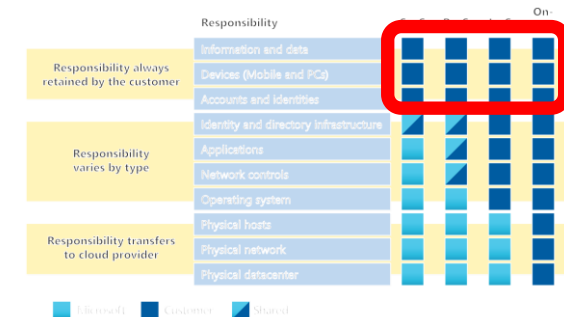 Responsibility
On-
Information and data
Responsibility always
retained by the customer
Devices (Mobile and PCs)
Accounts and identities
Identity and directory infrastructure
Responsibility
varies by type
Applications
Network controls
Operating system
Physical hosts
Responsibility transfers
to cloud provider
Physical network
Physical datacenter
Microsoft Customer Shared